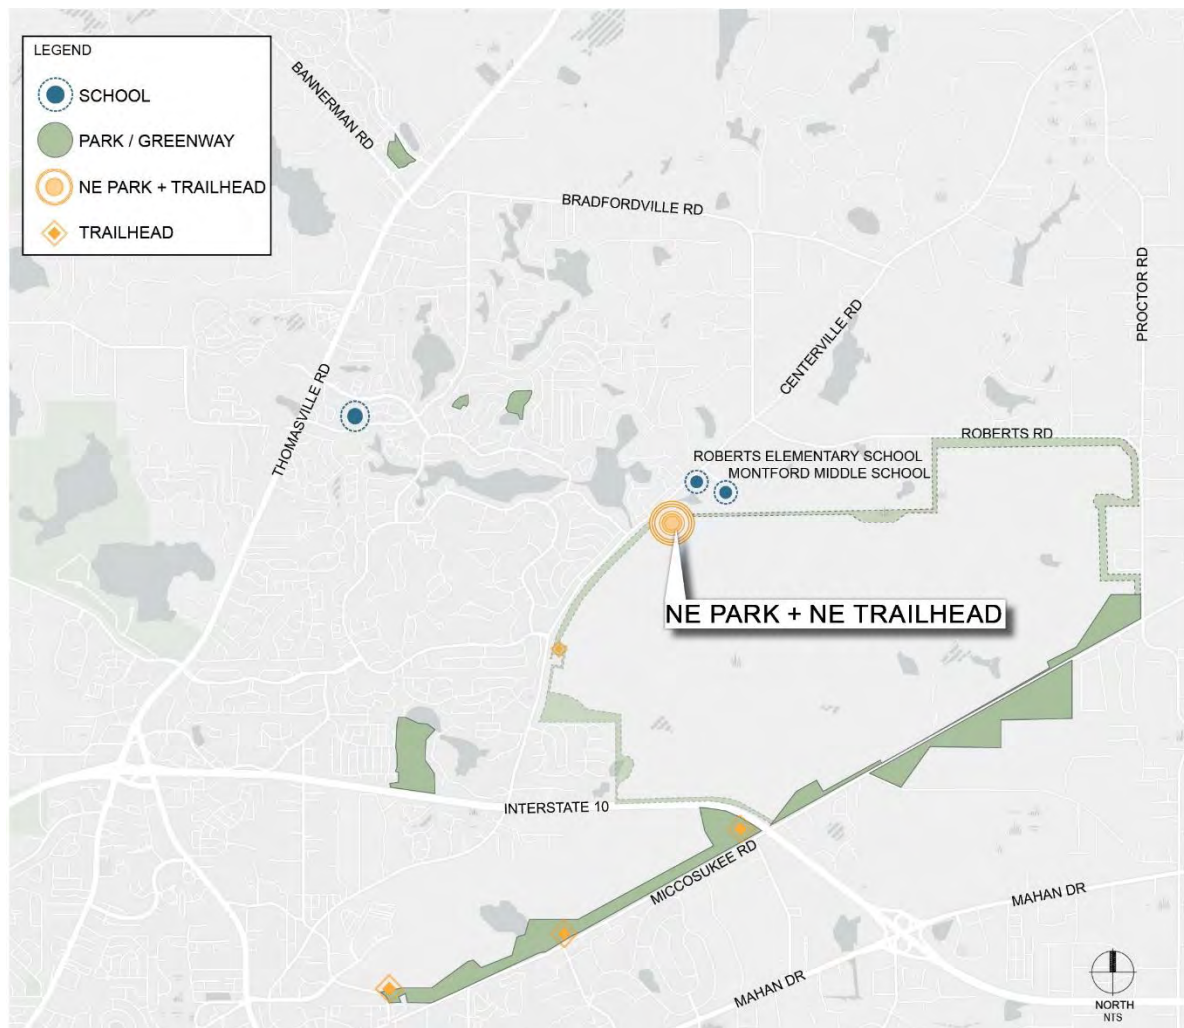 LEGEND
SCHOOL
PARK / GREENWAY
NE PARK + TRAILHEAD
TRAILHEAD
BANNERMAN RD
BRADFORDVILLE RD
PROCTOR RD
CENTERVILLE RD
THOMASVILLE RD
ROBERTS RD
ROBERTS ELEMENTARY SCHOOL
MONTFORD MIDDLE SCHOOL
NE PARK + NE TRAILHEAD
INTERSTATE 10
MICCOSUKEE RD
MAHAN DR
MAHAN DR
NORTH
NTS